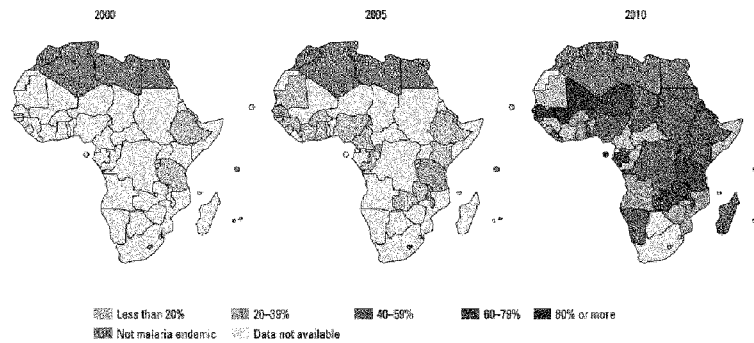 2000 2005 2010
Less than 20% 20–39% 40–59% 60–79% 80% or more
Not malaria endemic Data not available